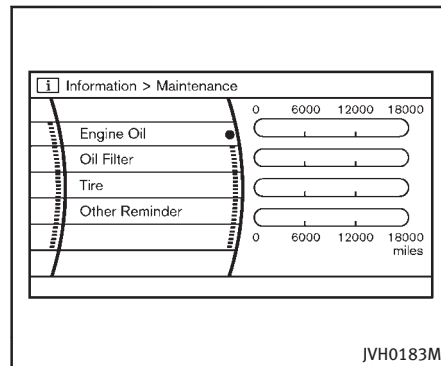 i Information > Maintenance
0 6000 12000 18000
Engine Oil
Oil Filter
Tire
Other Reminder
0 6000 12000 18000
miles
JVH0183M